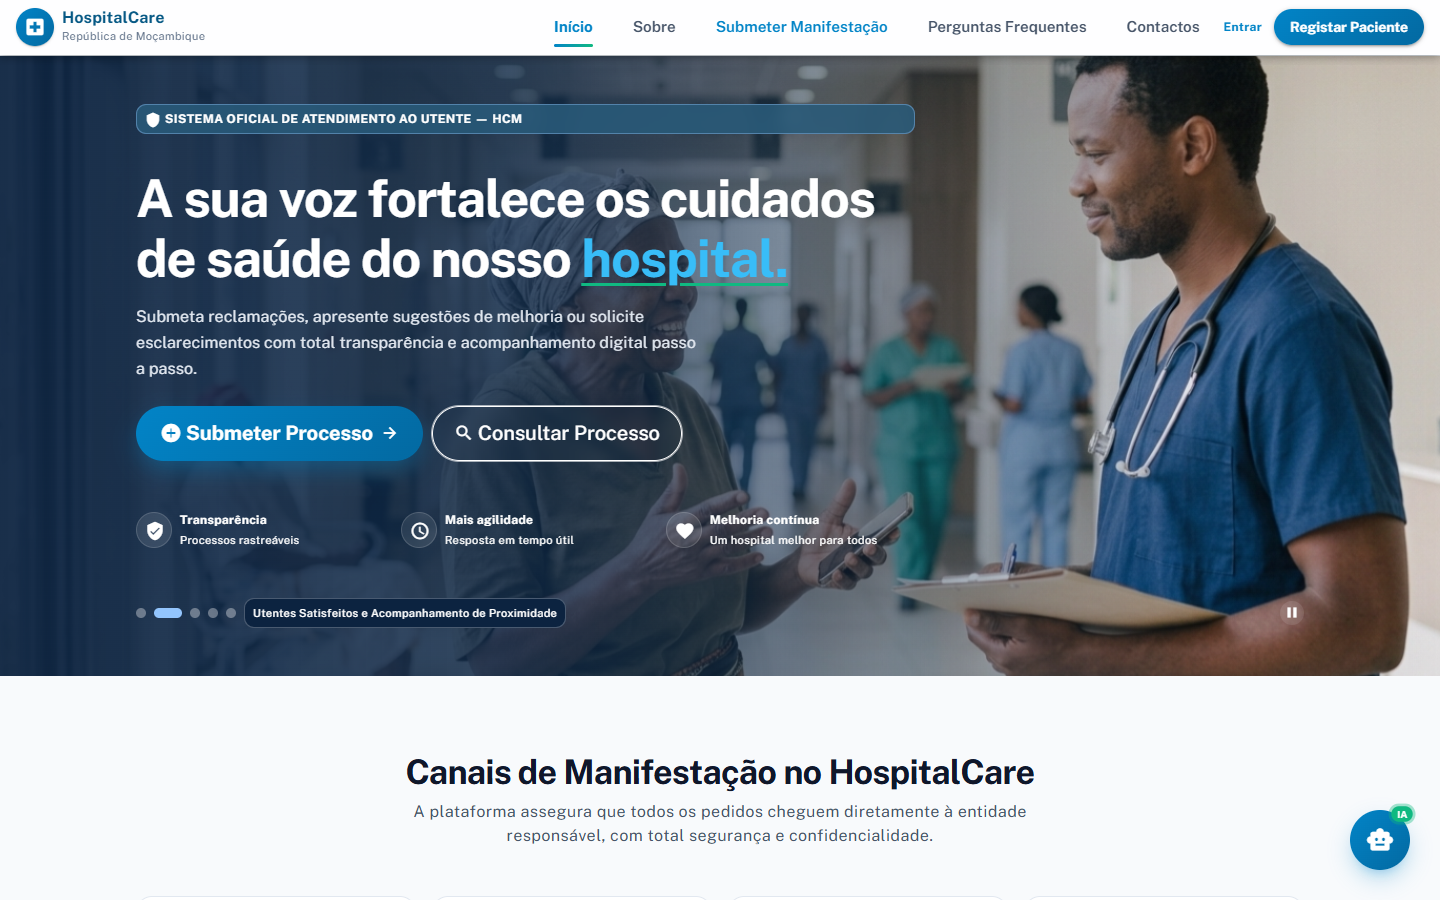 HospitalCare
República de Moçambique
Início
Sobre
Submeter Manifestação
Perguntas Frequentes
Contactos
Entrar
Registar Paciente
SISTEMA OFICIAL DE ATENDIMENTO AO UTENTE — HCM
A sua voz fortalece os cuidados
de saúde do nosso hospital.
Submeta reclamações, apresente sugestões de melhoria ou solicite
esclarecimentos com total transparência e acompanhamento digital passo
a passo.
Submeter Processo
Consultar Processo
Transparência
Processos rastreáveis
Mais agilidade
Resposta em tempo útil
Melhoria contínua
Um hospital melhor para todos
Utentes Satisfeitos e Acompanhamento de Proximidade
Canais de Manifestação no HospitalCare
A plataforma assegura que todos os pedidos cheguem diretamente à entidade
responsável, com total segurança e confidencialidade.
IA